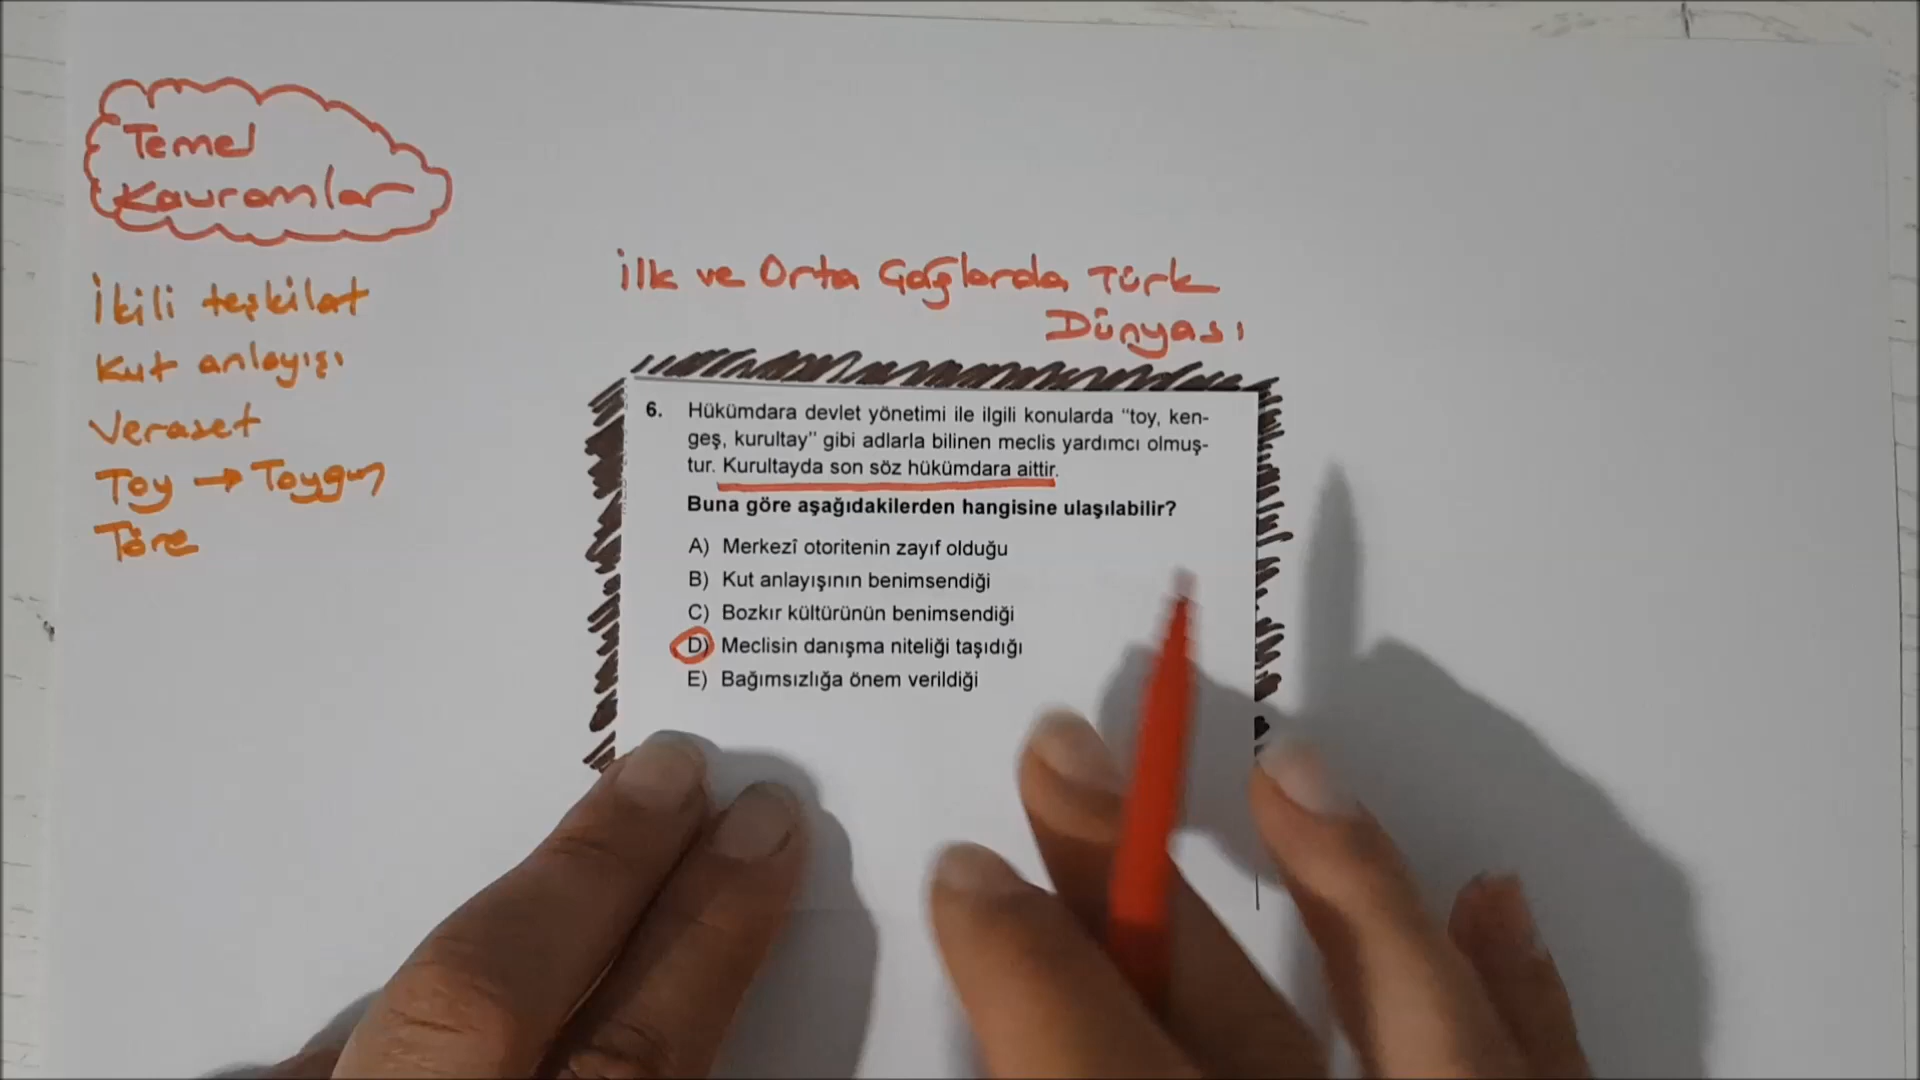 Temel
Kavramlar
İkili teşkilat
Kut anlayışı
Veraset
Toy → Toygun
Töre
İlk ve Orta Çağlarda Türk
Dünyası
6. Hükümdara devlet yönetimi ile ilgili konularda “toy, ken-
geş, kurultay” gibi adlarla bilinen meclis yardımcı olmuş-
tur. Kurultayda son söz hükümdara aittir.
Buna göre aşağıdakilerden hangisine ulaşılabilir?
A) Merkezî otoritenin zayıf olduğu
B) Kut anlayışının benimsendiği
C) Bozkır kültürünün benimsendiği
D) Meclisin danışma niteliği taşıdığı
E) Bağımsızlığa önem verildiği